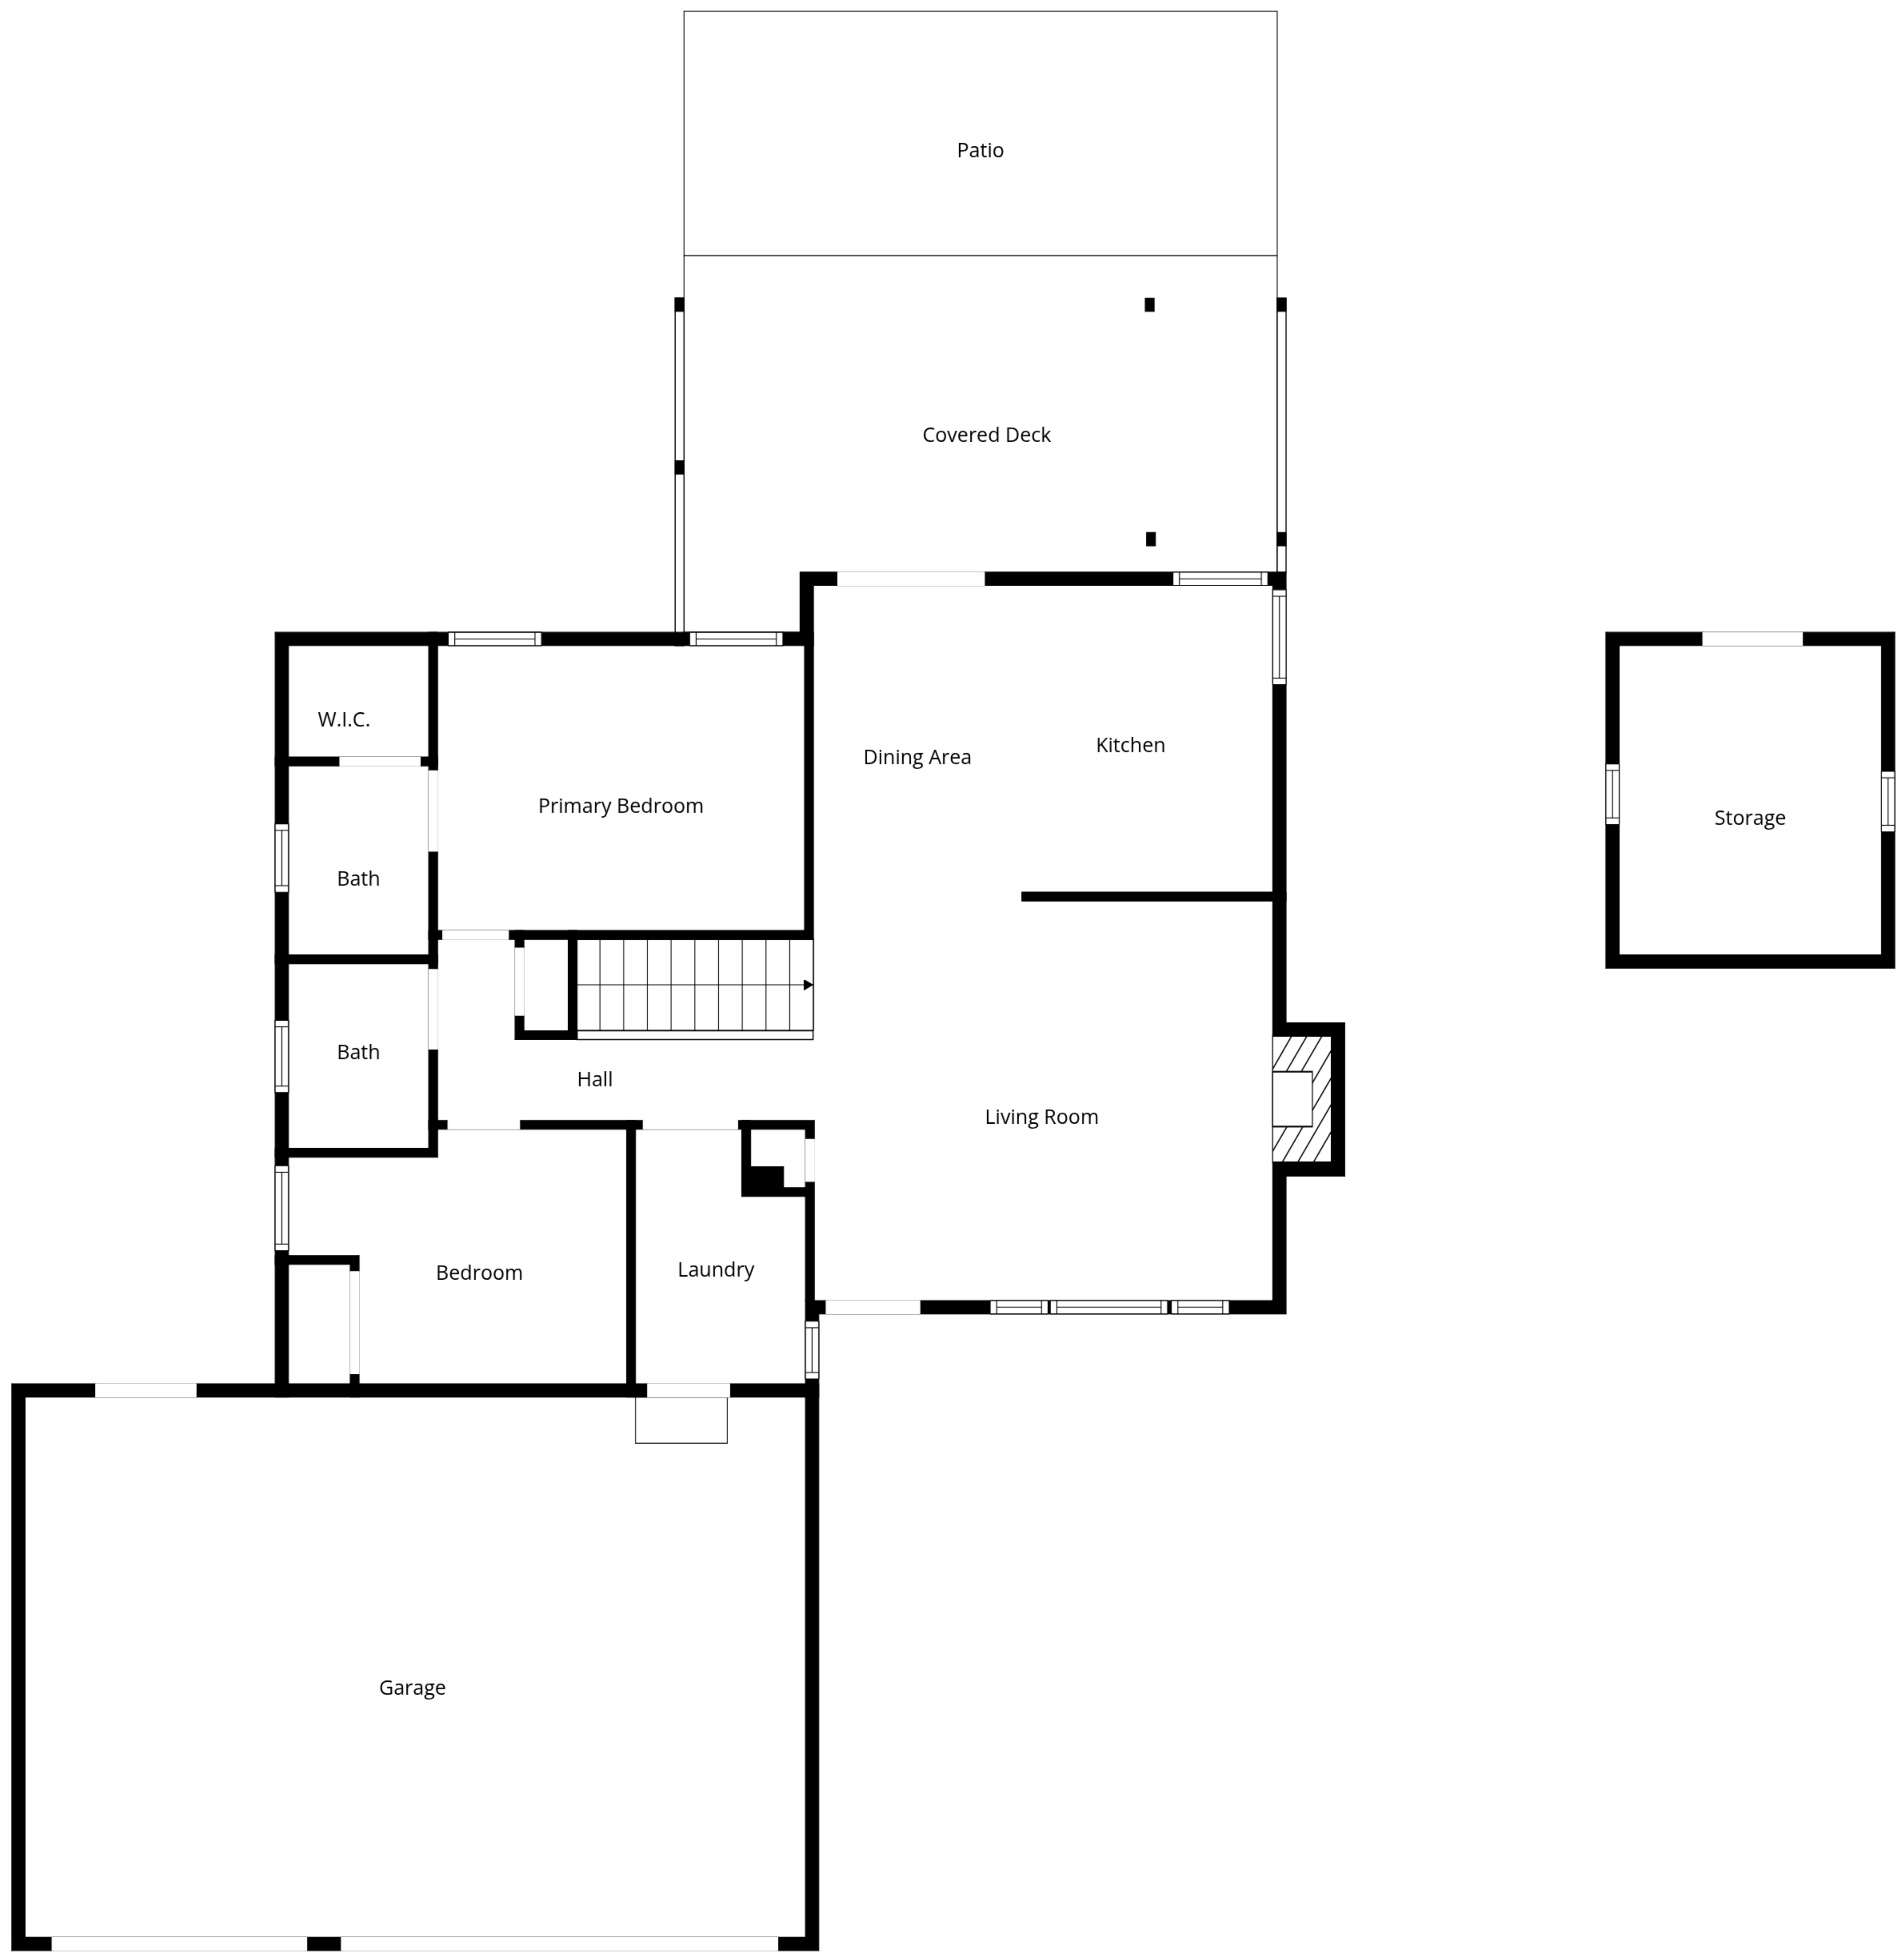 Patio
Covered Deck
W.I.C.
Kitchen
Dining Area
Primary Bedroom
Storage
Bath
Bath
Hall
Living Room
Laundry
Bedroom
Garage